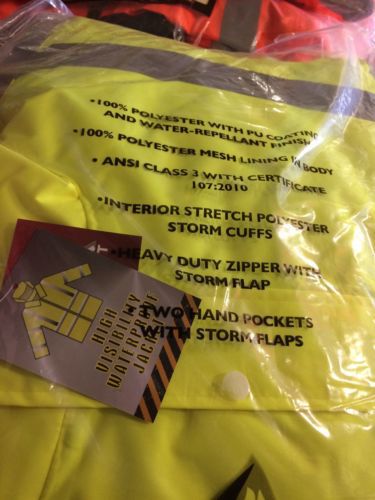 •100% POLYESTER WITH PU COATING
AND WATER-REPELLANT FINISH
•100% POLYESTER MESH LINING IN BODY
• ANSI CLASS 3 WITH CERTIFICATE
107:2010
•INTERIOR STRETCH POLYESTER
STORM CUFFS
•HEAVY DUTY ZIPPER WITH
STORM FLAP
• TWO HAND POCKETS
WITH STORM FLAPS
HIGH
VISIBILITY
WATERPROOF
JACKET